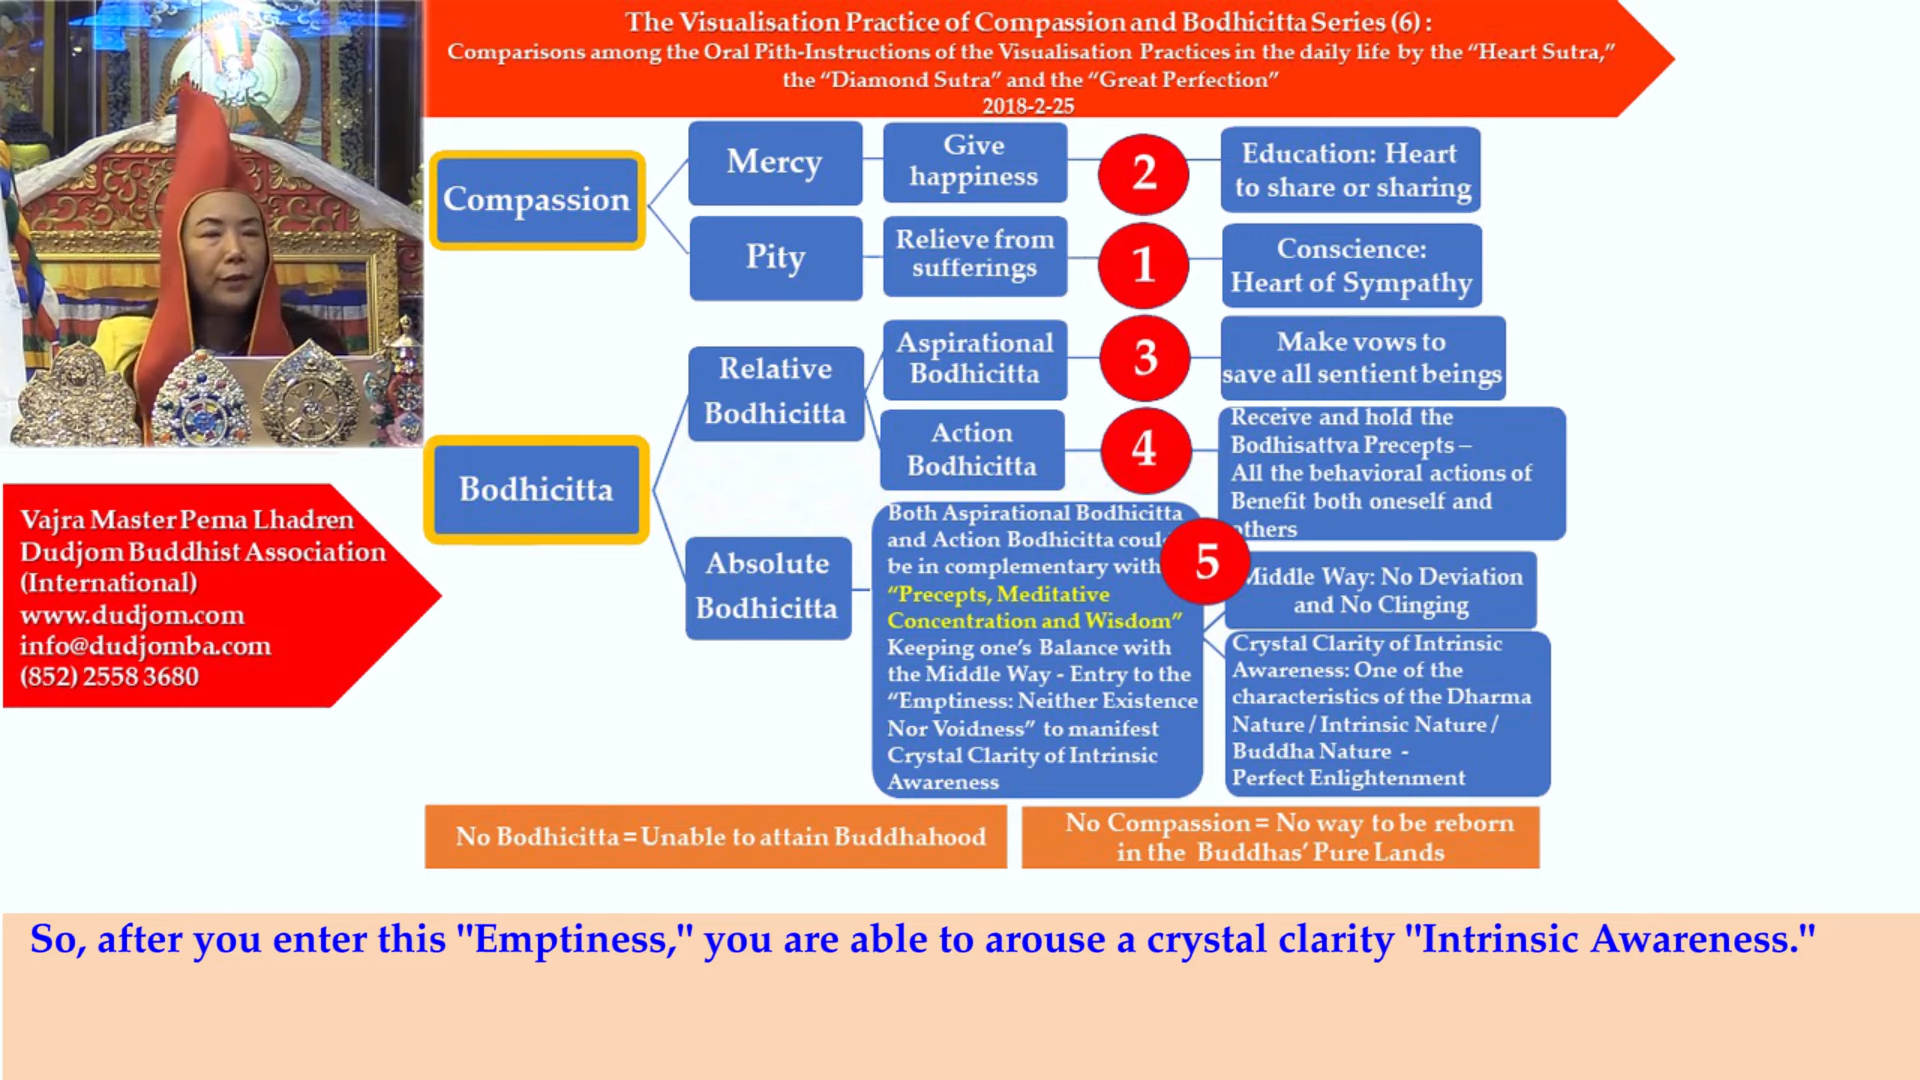 The Visualisation Practice of Compassion and Bodhicitta Series (6) :
Comparisons among the Oral Pith-Instructions of the Visualisation Practices in the daily life by the “Heart Sutra,”
the “Diamond Sutra” and the “Great Perfection”
2018-2-25
Compassion
Mercy
Give
happiness
2
Education: Heart
to share or sharing
Pity
Relieve from
sufferings
1
Conscience:
Heart of Sympathy
Bodhicitta
Relative
Bodhicitta
Aspirational
Bodhicitta
3
Make vows to
save all sentient beings
Action
Bodhicitta
4
Receive and hold the
Bodhisattva Precepts –
All the behavioral actions of
Benefit both oneself and
others
Absolute
Bodhicitta
Both Aspirational Bodhicitta
and Action Bodhicitta could
be in complementary with
“Precepts, Meditative
Concentration and Wisdom”
Keeping one’s Balance with
the Middle Way - Entry to the
“Emptiness: Neither Existence
Nor Voidness” to manifest
Crystal Clarity of Intrinsic
Awareness
5
Middle Way: No Deviation
and No Clinging
Crystal Clarity of Intrinsic
Awareness: One of the
characteristics of the Dharma
Nature / Intrinsic Nature /
Buddha Nature -
Perfect Enlightenment
Vajra Master Pema Lhadren
Dudjom Buddhist Association
(International)
www.dudjom.com
info@dudjomba.com
(852) 2558 3680
No Bodhicitta = Unable to attain Buddhahood
No Compassion = No way to be reborn
in the Buddhas’ Pure Lands
So, after you enter this "Emptiness," you are able to arouse a crystal clarity "Intrinsic Awareness."